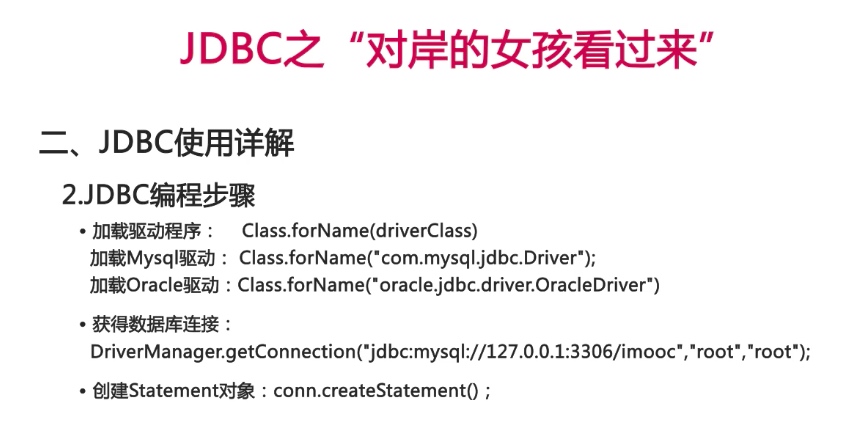 JDBC之“对岸的女孩看过来”
二、JDBC使用详解
2.JDBC编程步骤
• 加载驱动程序： Class.forName(driverClass)
加载Mysql驱动： Class.forName("com.mysql.jdbc.Driver");
加载Oracle驱动：Class.forName("oracle.jdbc.driver.OracleDriver")
• 获得数据库连接：
DriverManager.getConnection("jdbc:mysql://127.0.0.1:3306/imooc","root","root");
• 创建Statement对象：conn.createStatement()；